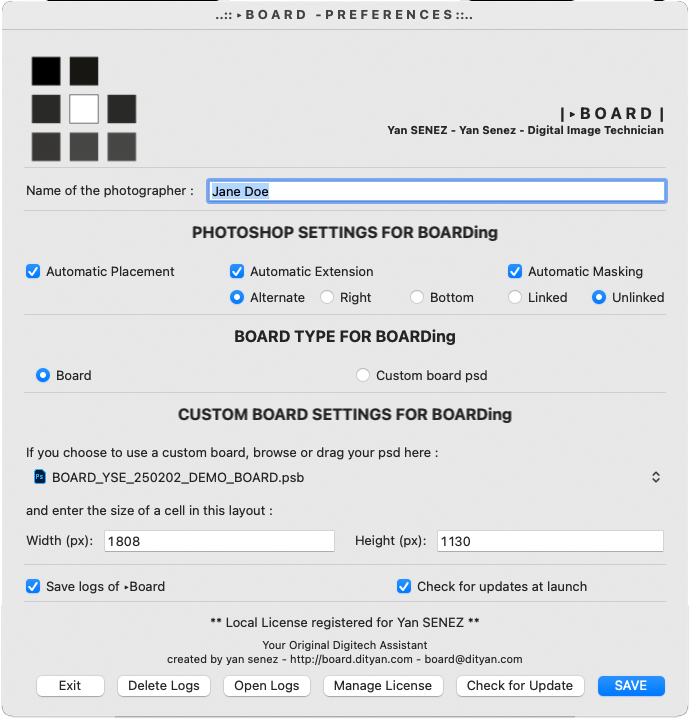 ..:: ▸BOARD -PREFERENCES::..
|▸BOARD|
Yan SENEZ - Yan Senez - Digital Image Technician
Name of the photographer : Jane Doe
PHOTOSHOP SETTINGS FOR BOARDing
Automatic Placement Automatic Extension Automatic Masking
Alternate Right Bottom Linked Unlinked
BOARD TYPE FOR BOARDing
Board Custom board psd
CUSTOM BOARD SETTINGS FOR BOARDing
If you choose to use a custom board, browse or drag your psd here :
Ps BOARD_YSE_250202_DEMO_BOARD.psb
and enter the size of a cell in this layout :
Width (px): 1808 Height (px): 1130
Save logs of ▸Board Check for updates at launch
** Local License registered for Yan SENEZ **
Your Original Digitech Assistant
created by yan senez - http://board.dityan.com - board@dityan.com
Exit Delete Logs Open Logs Manage License Check for Update SAVE